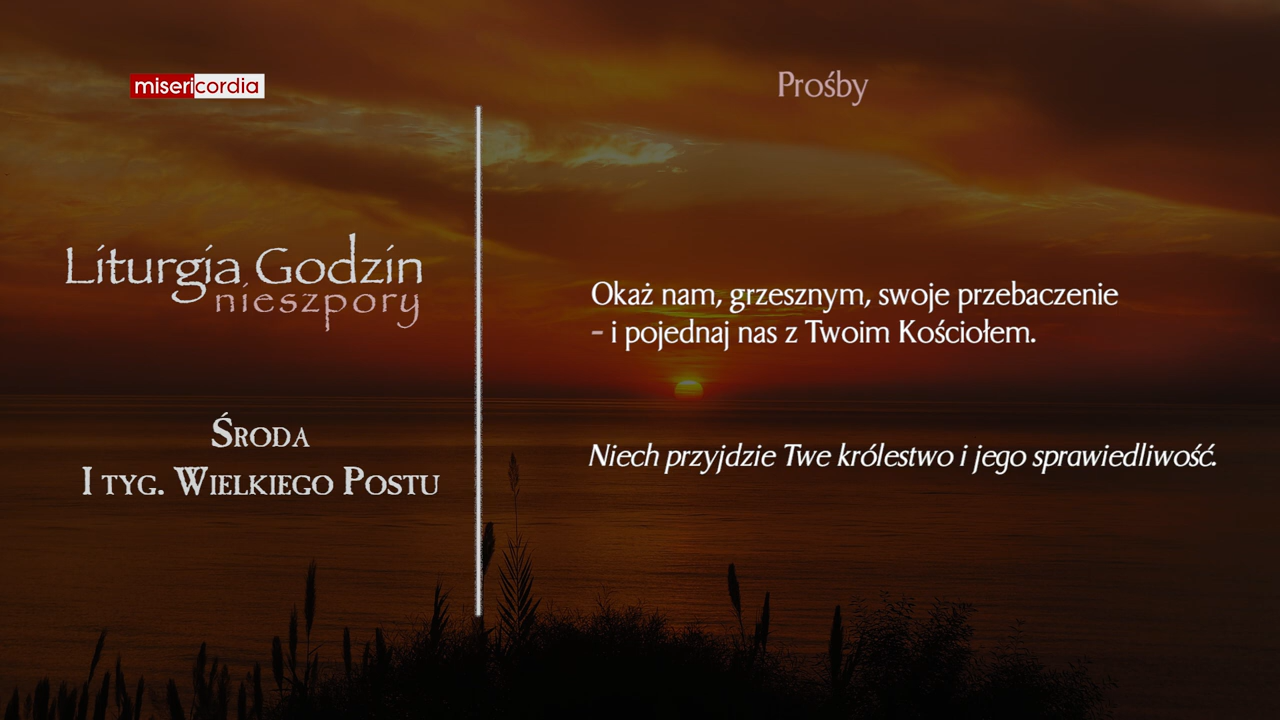 misericordia
Prośby
Liturgia Godzin
nieszpory
Okaż nam, grzesznym, swoje przebaczenie
– i pojednaj nas z Twoim Kościołem.
Środa
I tyg. Wielkiego Postu
Niech przyjdzie Twe królestwo i jego sprawiedliwość.